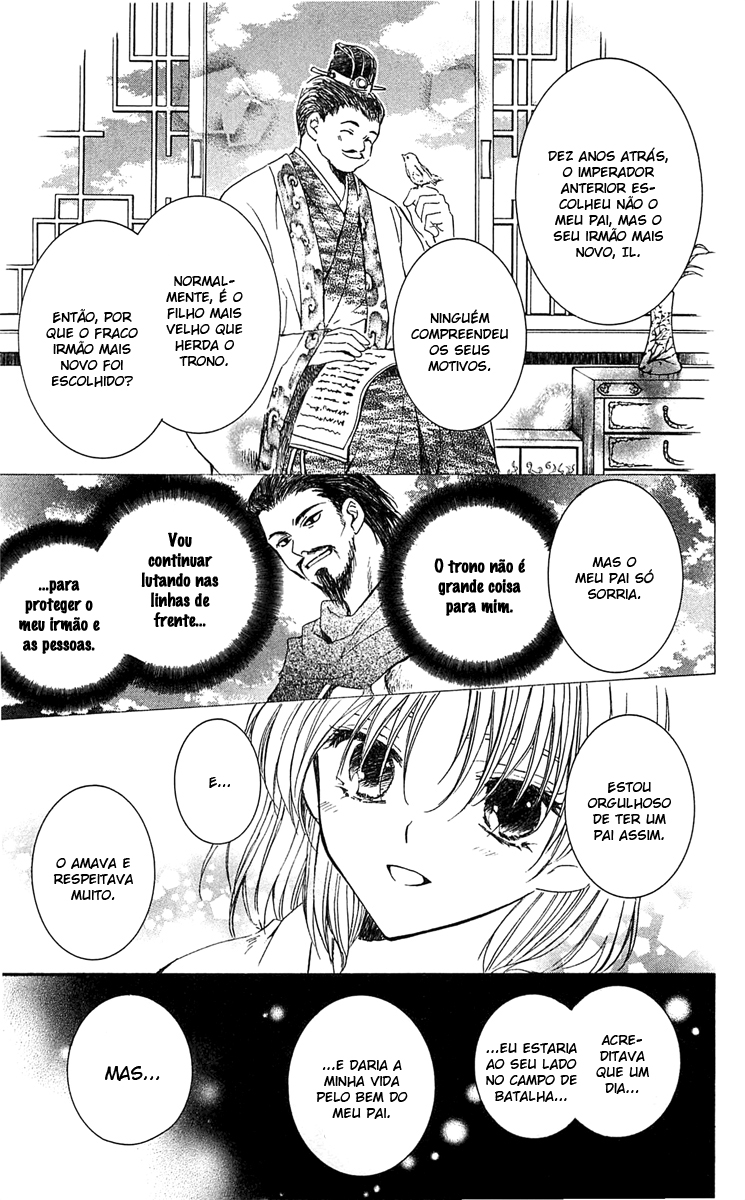 DEZ ANOS ATRÁS,
O IMPERADOR
ANTERIOR ES-
COLHEU NÃO O
MEU PAI, MAS O
SEU IRMÃO MAIS
NOVO, IL.
NINGUÉM
COMPREENDEU
OS SEUS
MOTIVOS.
NORMAL-
MENTE, É O
FILHO MAIS
VELHO QUE
HERDA O
TRONO.
ENTÃO, POR
QUE O FRACO
IRMÃO MAIS
NOVO FOI
ESCOLHIDO?
MAS O
MEU PAI SÓ
SORRIA.
O trono não é
grande coisa
para mim.
Vou
continuar
lutando nas
linhas de
frente...
...para
proteger o
meu irmão e
as pessoas.
ESTOU
ORGULHOSO
DE TER UM
PAI ASSIM.
E...
O AMAVA E
RESPEITAVA
MUITO.
ACRE-
DITAVA
QUE UM
DIA...
...EU ESTARIA
AO SEU LADO
NO CAMPO DE
BATALHA...
...E DARIA A
MINHA VIDA
PELO BEM DO
MEU PAI.
MAS...